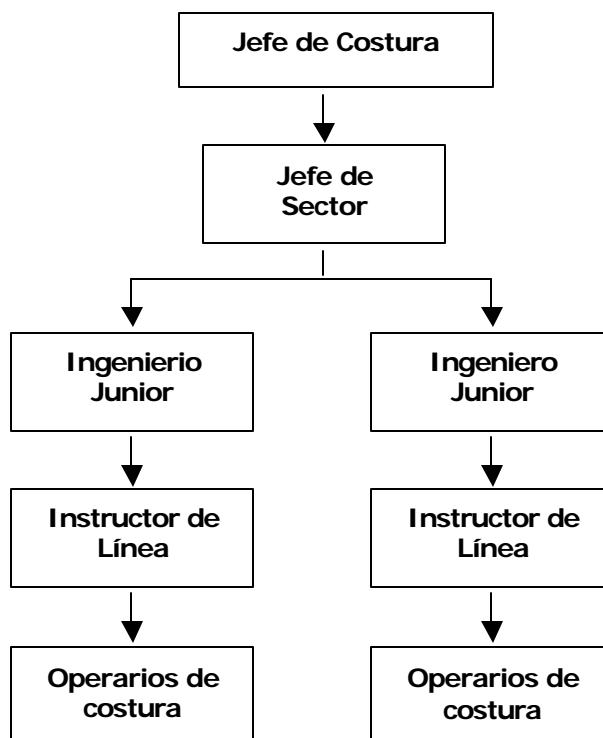 Jefe de Costura
Jefe de
Sector
Ingenierio
Junior
Ingeniero
Junior
Instructor de
Línea
Instructor de
Línea
Operarios de
costura
Operarios de
costura